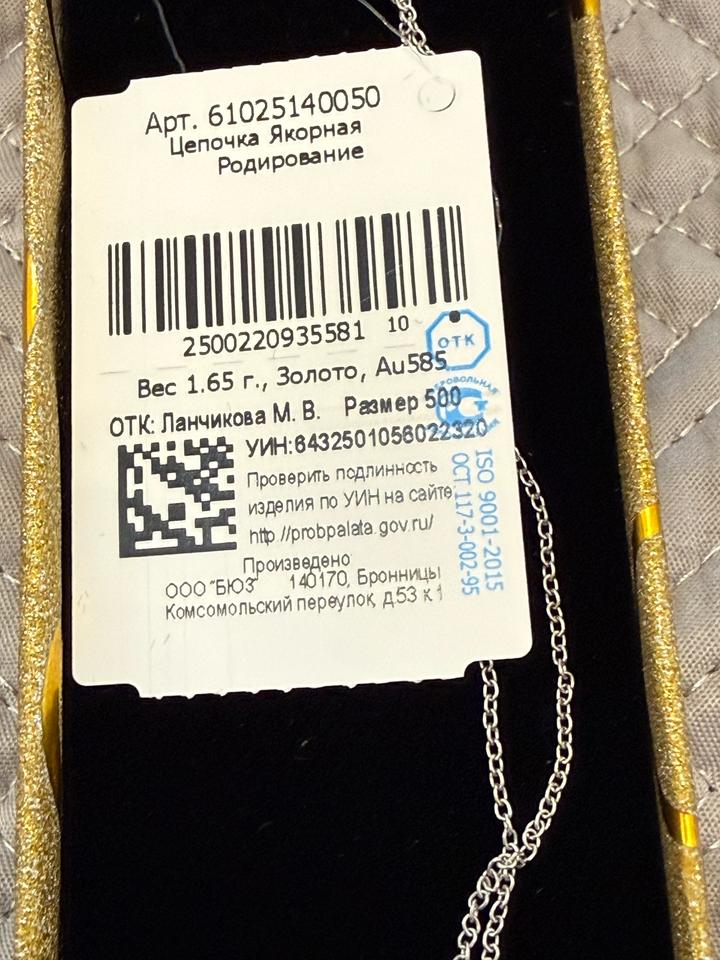 Арт. 61025140050
Цепочка Якорная
Родирование
2500220935581 10
ОТК
Вес 1.65 г., Золото, Au585
ОТК: Ланчикова М. В. Размер 500
УИН:6432501056022320
Проверить подлинность
изделия по УИН на сайте
http://probpalata.gov.ru/
Произведено
ООО "БЮЗ" 140170, Бронницы
Комсомольский переулок, д.53 к.1
ISO 9001-2015
ОСТ 117-3-002-95